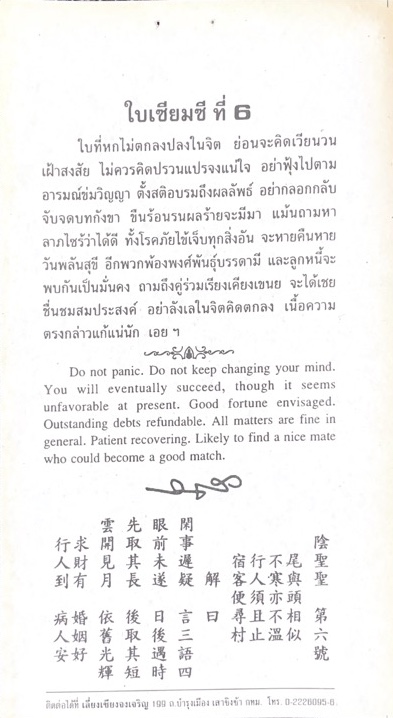 ใบเซียมซี ที่ 6
ใบที่หกไม่ตกลงปลงในจิต ย่อมจะคิดเวียนวน
เฝ้าสงสัย ไม่ควรคิดปรวนแปรจงแน่ใจ อย่าฟุ้งไปตาม
อารมณ์ข่มวิญญา ตั้งสติอบรมถึงผลลัพธ์ อย่ากลอกกลับ
จับจดบทกังขา ขืนร้อนรนผลร้ายจะมีมา แม้นถามหา
ลาภไซร้ว่าได้ดี ทั้งโรคภัยไข้เจ็บทุกสิ่งอัน จะหายคืนหาย
วันพลันสุขี อีกพวกพ้องพงศ์พันธุ์บรรดามี และลูกหนี้จะ
พบกันเป็นมั่นคง ถามถึงคู่ร่วมเรียงเคียงเขนย จะได้เชย
ชื่นชมสมประสงค์ อย่าลังเลในจิตคิดตกลง เนื้อความ
ตรงกล่าวแก้แน่นัก เอย ฯ
Do not panic. Do not keep changing your mind.
You will eventually succeed, though it seems
unfavorable at present. Good fortune envisaged.
Outstanding debts refundable. All matters are fine in
general. Patient recovering. Likely to find a nice mate
who could become a good match.
陰聖聖 第六號
尾與頭相似
不寒亦不溫
行人須且止
宿客便尋村
解曰
閑事遲疑 言三語四
眼前未遂 日後遇時
先取其長 後取其短
雲開見月 依舊光輝
求財有 婚姻好
行人到 病人安
ติดต่อได้ที่ เลี่ยงเซียงจงเจริญ 199 ถ.บำรุงเมือง เสาชิงช้า กทม. โทร. 0-2226095-6.